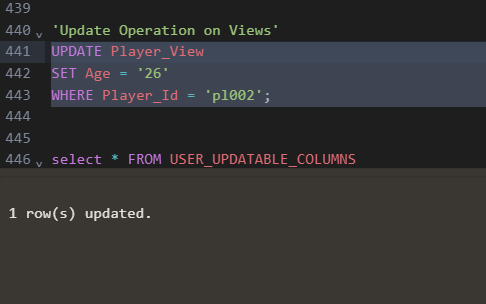 439
440 'Update Operation on Views'
441 UPDATE Player_View
442 SET Age = '26'
443 WHERE Player_Id = 'pl002';
444
445
446 select * FROM USER_UPDATABLE_COLUMNS
1 row(s) updated.